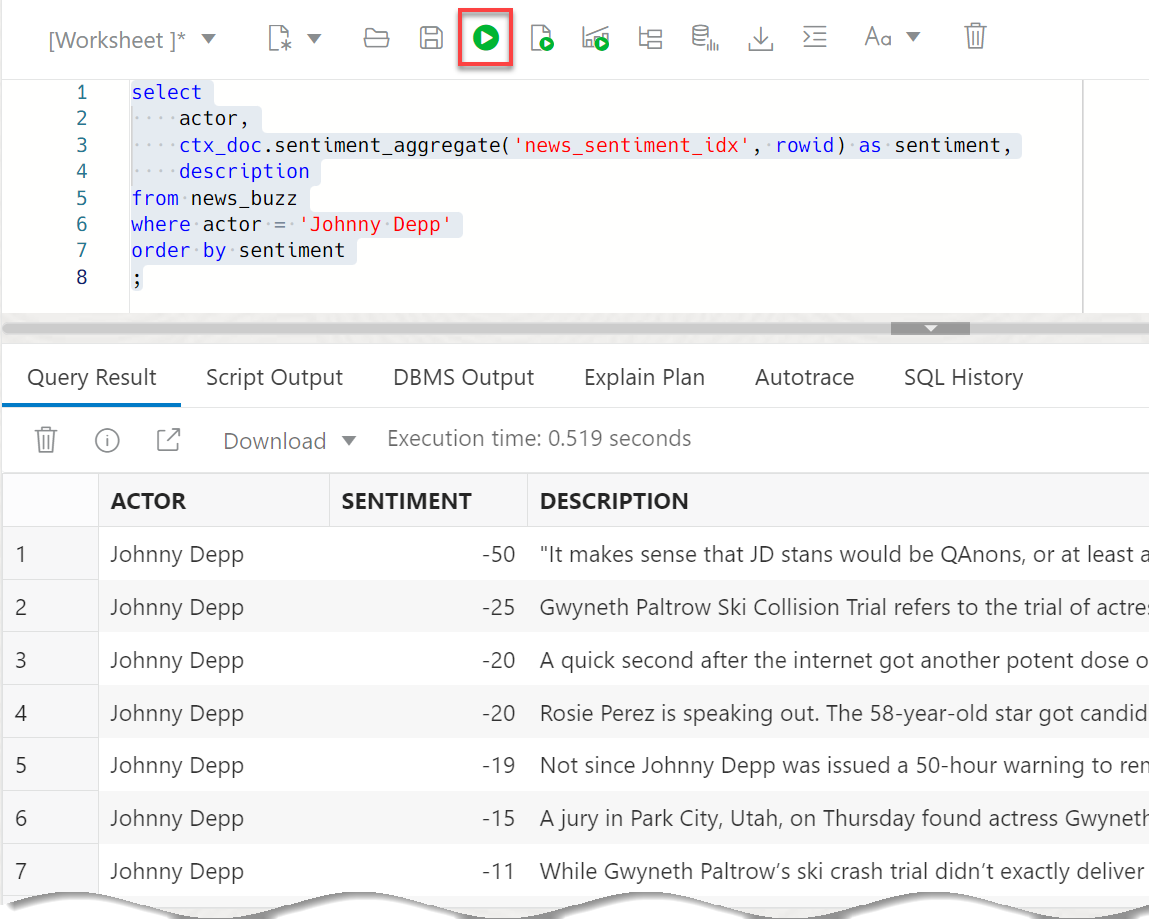 [Worksheet ]*
Aa
1 select
2 actor,
3 ctx_doc.sentiment_aggregate('news_sentiment_idx', rowid) as sentiment,
4 description
5 from news_buzz
6 where actor = 'Johnny Depp'
7 order by sentiment
8 ;
Query Result Script Output DBMS Output Explain Plan Autotrace SQL History
Download Execution time: 0.519 seconds
ACTOR SENTIMENT DESCRIPTION
1 Johnny Depp -50 "It makes sense that JD stans would be QAnons, or at least a
2 Johnny Depp -25 Gwyneth Paltrow Ski Collision Trial refers to the trial of actre
3 Johnny Depp -20 A quick second after the internet got another potent dose o
4 Johnny Depp -20 Rosie Perez is speaking out. The 58-year-old star got candid
5 Johnny Depp -19 Not since Johnny Depp was issued a 50-hour warning to re
6 Johnny Depp -15 A jury in Park City, Utah, on Thursday found actress Gwyneth
7 Johnny Depp -11 While Gwyneth Paltrow’s ski crash trial didn’t exactly deliver